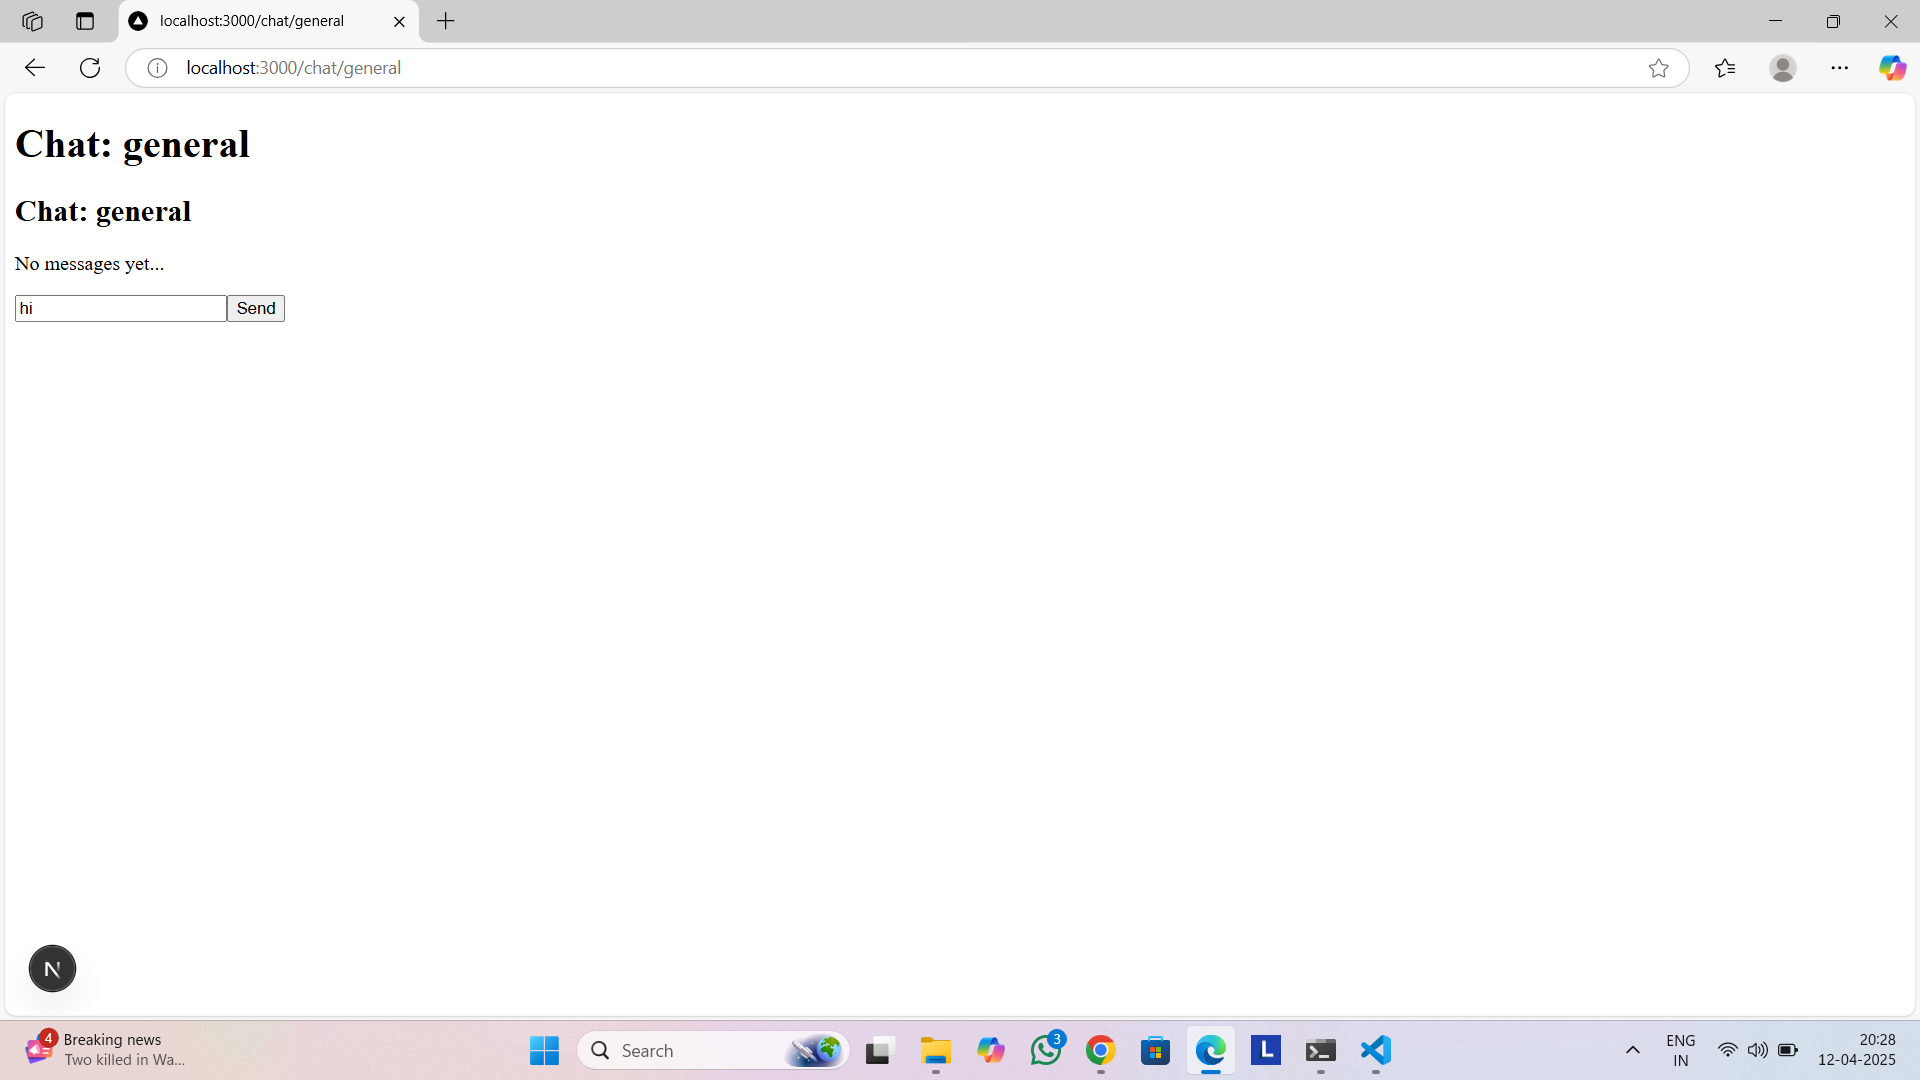 localhost:3000/chat/general
localhost:3000/chat/general
Chat: general
Chat: general
No messages yet...
hi
Send
N
4
Breaking news
Two killed in Wa...
Search
3
L
ENG
IN
20:28
12-04-2025